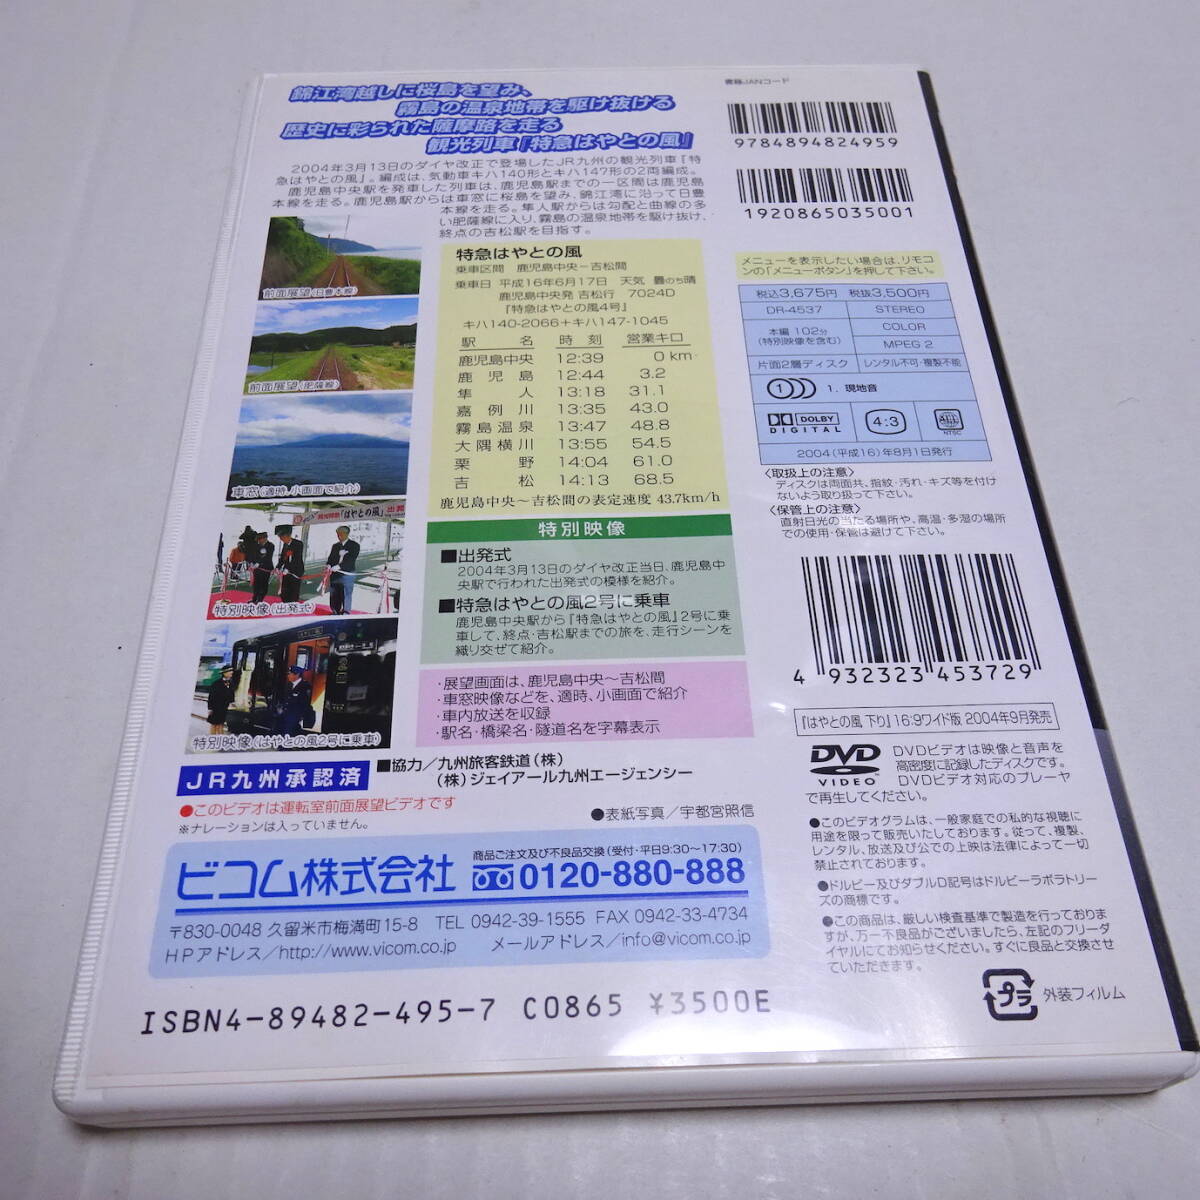 錦江湾越しに桜島を望み、
霧島の温泉地帯を駆け抜ける
歴史に彩られた薩摩路を走る
観光列車『特急はやとの風』
2004年3月13日のダイヤ改正で登場したJR九州の観光列車『特
急はやとの風』。編成は、気動車キハ140形とキハ147形の2両編成。
鹿児島中央駅を発車した列車は、鹿児島駅までの一区間は鹿児島
本線を走る。鹿児島駅からは車窓に桜島を望み、錦江湾に沿って日豊
本線を走る。隼人駅からは勾配と曲線の多
い肥薩線に入り、霧島の温泉地帯を駆け抜け、
終点の吉松駅を目指す。
前面展望(日豊本線)
前面展望(肥薩線)
車窓(適時、小画面で紹介)
特別映像(出発式)
特別映像(はやとの風2号に乗車)
特急はやとの風
乗車区間 鹿児島中央−吉松間
乗車日 平成16年6月17日 天気 曇のち晴
鹿児島中央発 吉松行 7024D
『特急はやとの風4号』
キハ140-2066+キハ147-1045
駅名 時刻 営業キロ
鹿児島中央 12:39 0 km
鹿児島 12:44 3.2
隼人 13:18 31.1
嘉例川 13:35 43.0
霧島温泉 13:47 48.8
大隅横川 13:55 54.5
栗野 14:04 61.0
吉松 14:13 68.5
鹿児島中央〜吉松間の表定速度 43.7km/h
特別映像
■出発式
2004年3月13日のダイヤ改正当日、鹿児島中
央駅で行われた出発式の模様を紹介。
■特急はやとの風2号に乗車
鹿児島中央駅から『特急はやとの風』2号に乗
車して、終点・吉松駅までの旅を、走行シーンを
織り交ぜて紹介。
・展望画面は、鹿児島中央〜吉松間
・車窓映像などを、適時、小画面で紹介
・車内放送を収録
・駅名・橋梁名・隧道名を字幕表示
JR九州承認済
■協力/九州旅客鉄道(株)
(株)ジェイアール九州エージェンシー
●このビデオは運転室前面展望ビデオです
※ナレーションは入っていません。
●表紙写真/宇都宮照信
ビコム株式会社
商品ご注文及び不良品交換(受付・平日9:30〜17:30)
0120-880-888
〒830-0048 久留米市梅満町15-8 TEL 0942-39-1555 FAX 0942-33-4734
HPアドレス/http://www.vicom.co.jp メールアドレス/info@vicom.co.jp
ISBN4-89482-495-7 C0865 ¥3500E
書籍JANコード
9784894824959
1920865035001
メニューを表示したい場合は、リモコ
ンの「メニューボタン」を押して下さい。
税込3,675円 税抜3,500円
DR-4537 STEREO
本編 102分
(特別映像を含む)
COLOR
MPEG 2
片面2層ディスク レンタル不可・複製不能
1. 現地音
DOLBY
DIGITAL
4:3
ALL
NTSC
2004(平成16)年8月1日発行
〈取扱上の注意〉
ディスクは両面共、指紋・汚れ・キズ等を付け
ないよう取り扱って下さい。
〈保管上の注意〉
直射日光の当たる場所や、高温・多湿の場所
での使用・保管は避けて下さい。
4 932323 453729
『はやとの風 下り』16:9ワイド版 2004年9月発売
DVD
VIDEO
DVDビデオは映像と音声を
高密度に記録したディスクです。
DVDビデオ対応のプレーヤ
で再生してください。
●このビデオグラムは、一般家庭での私的な視聴に
用途を限って販売いたしております。従って、複製、
レンタル、放送及び公での上映は法律によって一切
禁止されております。
●ドルビー及びダブルD記号はドルビーラボラトリー
ズの商標です。
●この商品は、厳しい検査基準で製造を行っておりま
すが、万一不良品がございましたら、左記のフリーダ
イヤルにてお知らせください。すぐに良品と交換させ
ていただきます。
プラ
外装フィルム